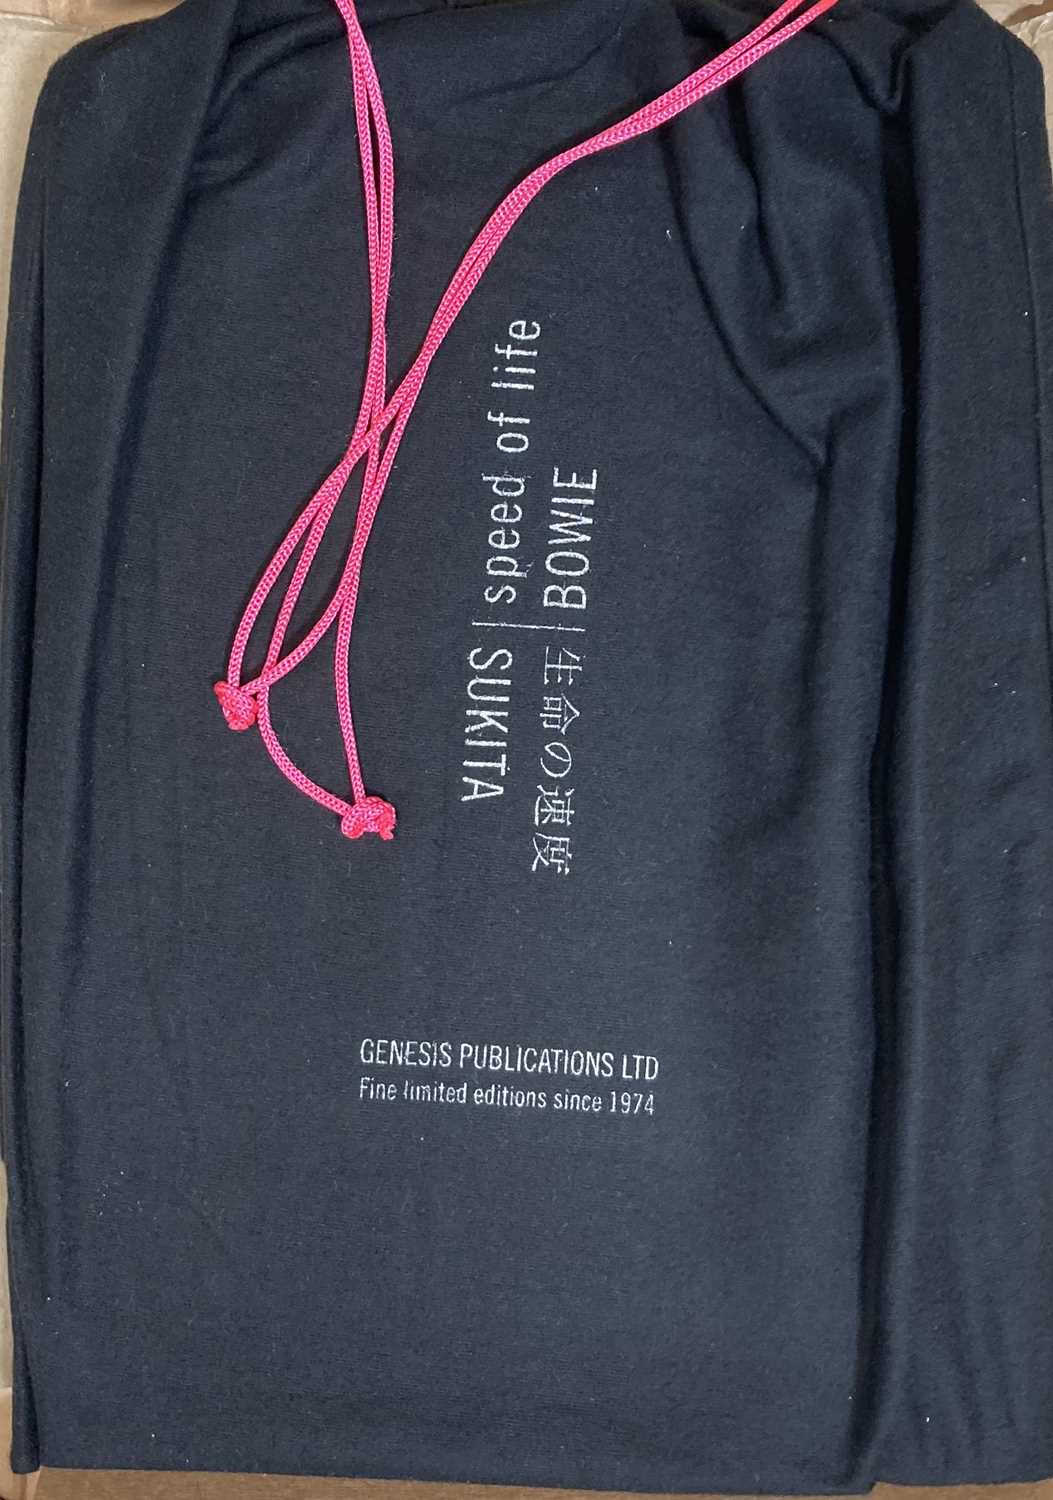 SUKITA | speed of life
生命の速度 | BOWIE
GENESIS PUBLICATIONS LTD
Fine limited editions since 1974